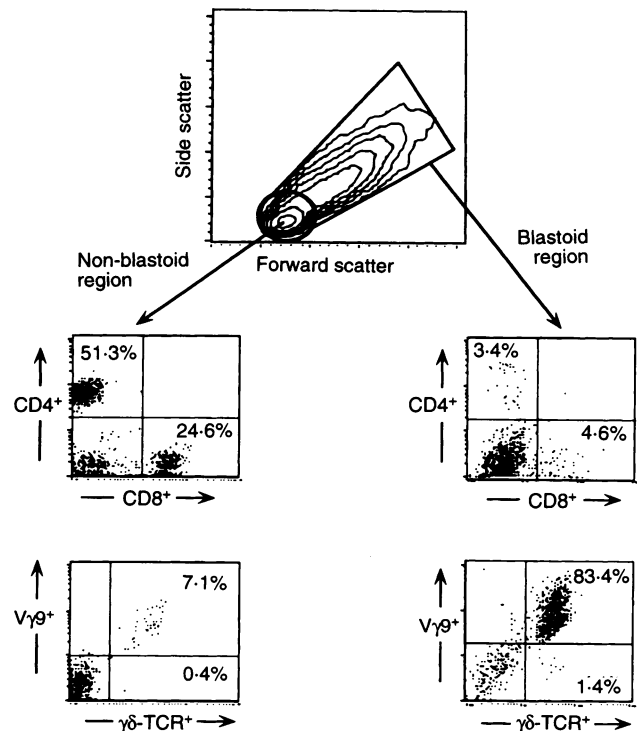 Side scatter
Forward scatter
Non-blastoid
region
Blastoid
region
51·3%
24·6%
CD4⁺
CD8⁺
3·4%
4·6%
CD4⁺
CD8⁺
7·1%
0·4%
Vγ9⁺
γδ-TCR⁺
83·4%
1·4%
Vγ9⁺
γδ-TCR⁺